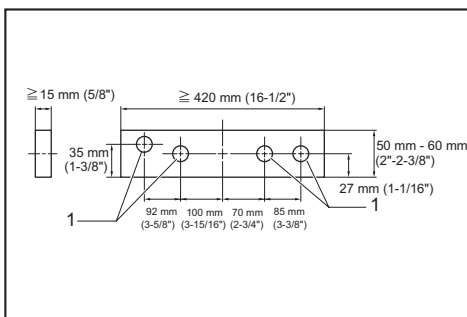 ≧ 15 mm (5/8")
≧ 420 mm (16-1/2")
35 mm
(1-3/8")
50 mm - 60 mm
(2"-2-3/8")
27 mm (1-1/16")
1
1
92 mm
(3-5/8")
100 mm
(3-15/16")
70 mm
(2-3/4")
85 mm
(3-3/8")